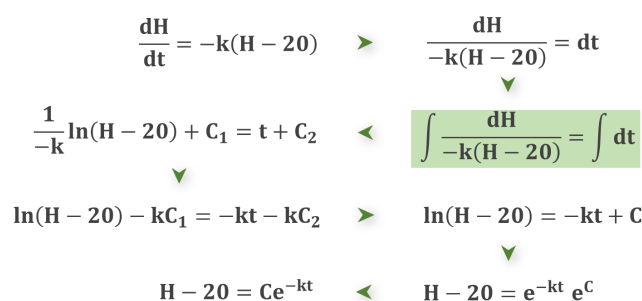 dH/dt = −k(H − 20) ➤ dH/−k(H − 20) = dt
1/−k ln(H − 20) + C₁ = t + C₂ ➤ ∫ dH/−k(H − 20) = ∫ dt
ln(H − 20) − kC₁ = −kt − kC₂ ➤ ln(H − 20) = −kt + C
H − 20 = Ce⁻ᵏᵗ ➤ H − 20 = e⁻ᵏᵗ eᶜ